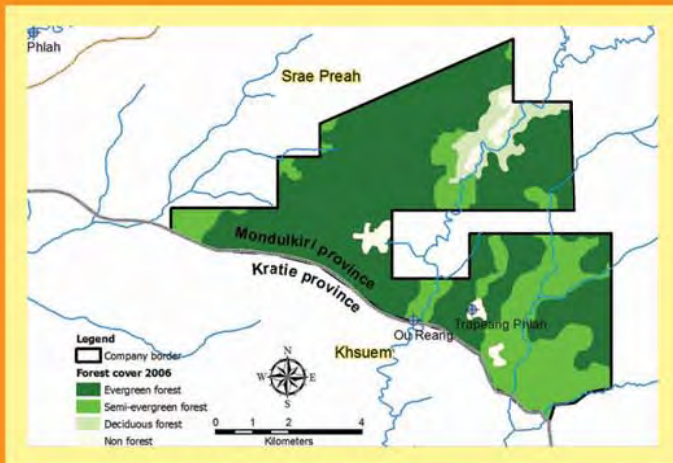 Phlah
Srae Preah
Mondulkiri province
Kratie province
Trapeang Phlah
Ou Reang
Khsuem
Legend
Company border
Forest cover 2006
Evergreen forest
Semi-evergreen forest
Deciduous forest
Non forest
N
W E
S
0 1 2 4
Kilometers